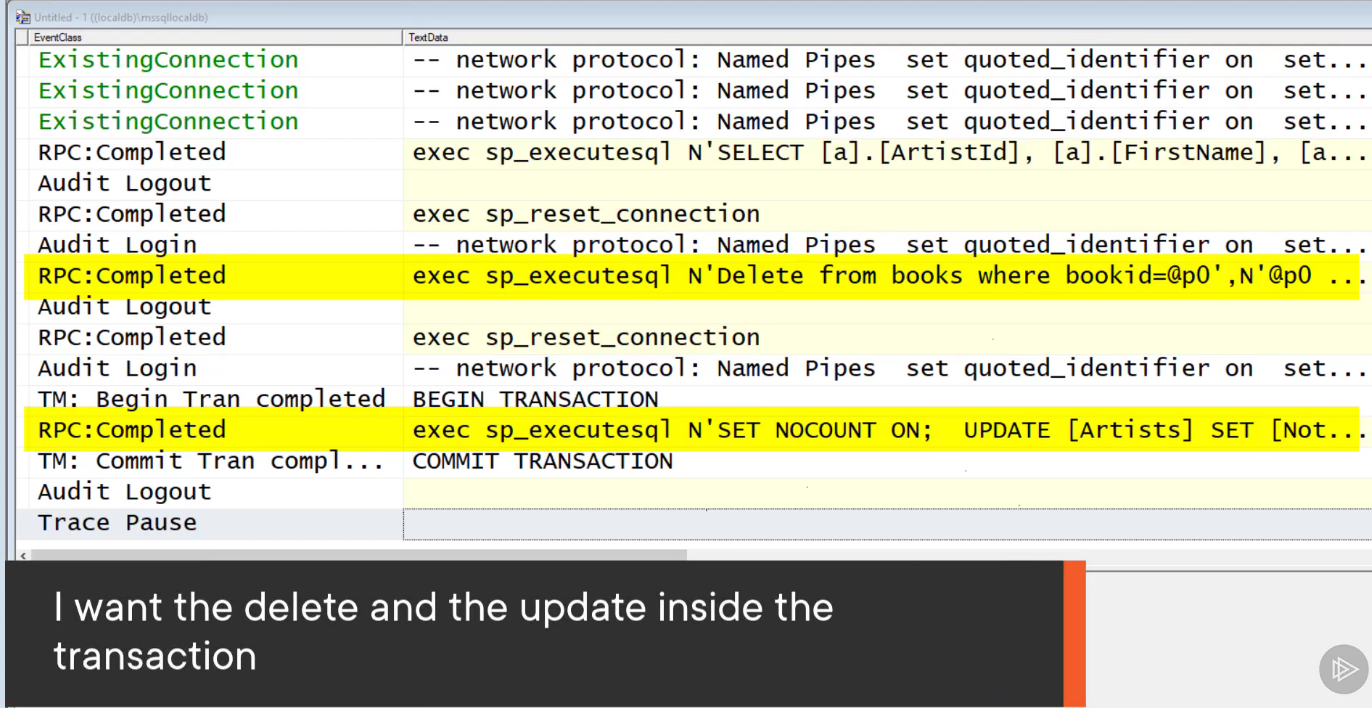 Untitled - 1 ((localdb)\mssqllocaldb)
EventClass TextData
ExistingConnection -- network protocol: Named Pipes set quoted_identifier on set...
ExistingConnection -- network protocol: Named Pipes set quoted_identifier on set...
ExistingConnection -- network protocol: Named Pipes set quoted_identifier on set...
RPC:Completed exec sp_executesql N'SELECT [a].[ArtistId], [a].[FirstName], [a...
Audit Logout
RPC:Completed exec sp_reset_connection
Audit Login -- network protocol: Named Pipes set quoted_identifier on set...
RPC:Completed exec sp_executesql N'Delete from books where bookid=@p0',N'@p0 ...
Audit Logout
RPC:Completed exec sp_reset_connection
Audit Login -- network protocol: Named Pipes set quoted_identifier on set...
TM: Begin Tran completed BEGIN TRANSACTION
RPC:Completed exec sp_executesql N'SET NOCOUNT ON; UPDATE [Artists] SET [Not...
TM: Commit Tran compl... COMMIT TRANSACTION
Audit Logout
Trace Pause
I want the delete and the update inside the
transaction